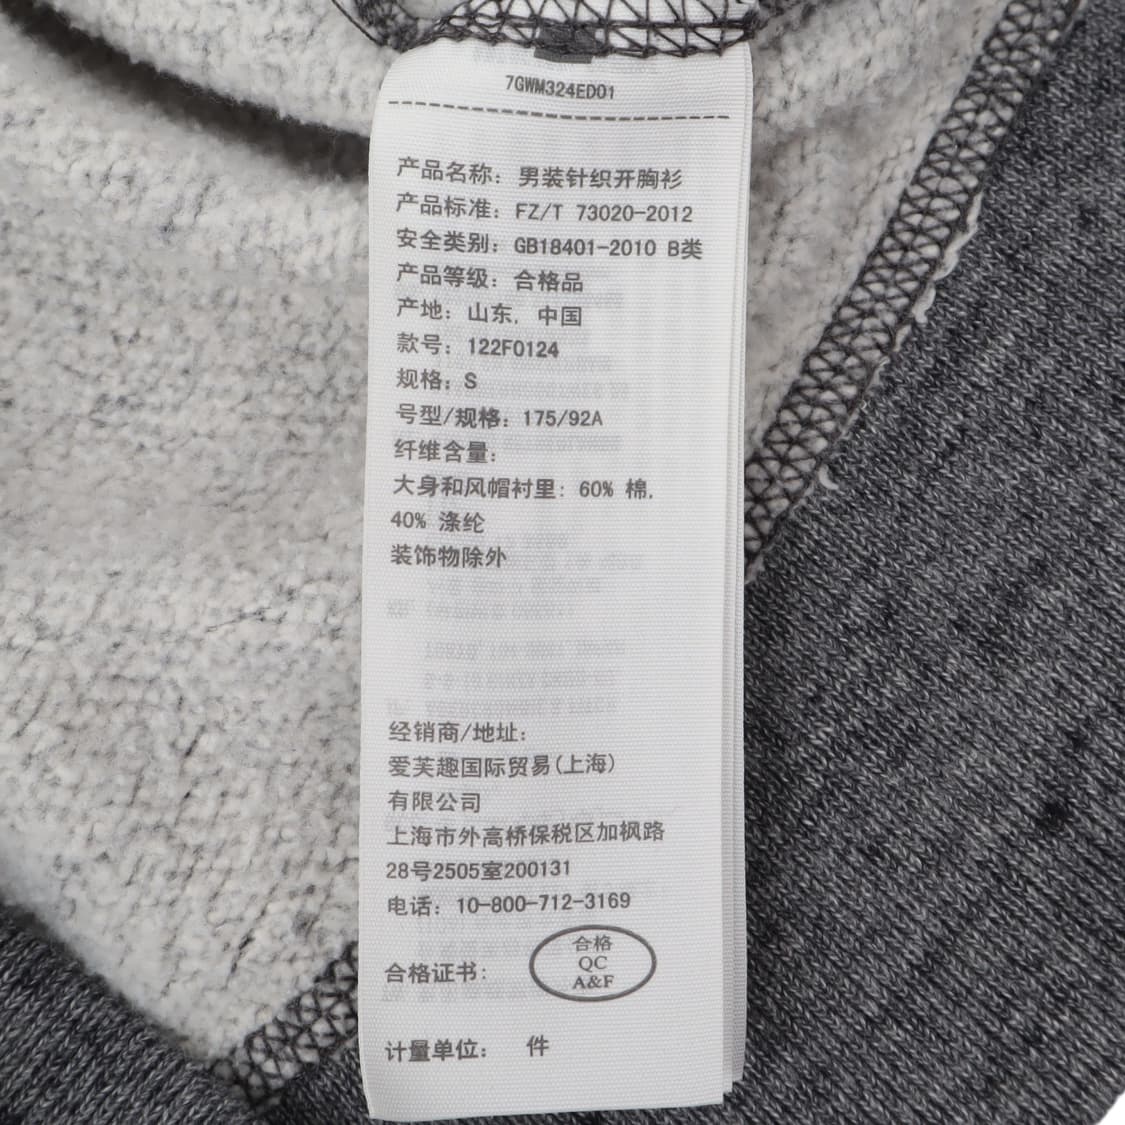 7GWM324ED01
产品名称: 男装针织开胸衫
产品标准: FZ/T 73020-2012
安全类别: GB18401-2010 B类
产品等级: 合格品
产地: 山东, 中国
款号: 122F0124
规格: S
号型/规格: 175/92A
纤维含量:
大身和风帽衬里: 60% 棉,
40% 涤纶
装饰物除外
经销商/地址:
爱芙趣国际贸易(上海)
有限公司
上海市外高桥保税区加枫路
28号2505室200131
电话: 10-800-712-3169
合格
QC
A&F
合格证书:
计量单位: 件